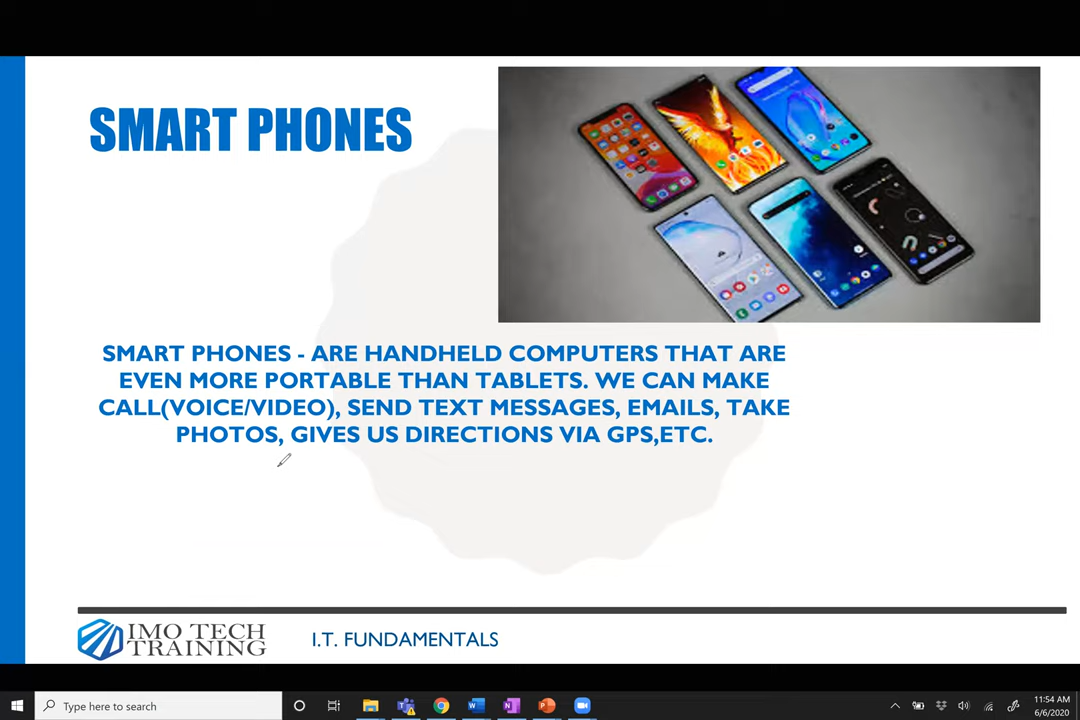 SMART PHONES
SMART PHONES - ARE HANDHELD COMPUTERS THAT ARE
EVEN MORE PORTABLE THAN TABLETS. WE CAN MAKE
CALL(VOICE/VIDEO), SEND TEXT MESSAGES, EMAILS, TAKE
PHOTOS, GIVES US DIRECTIONS VIA GPS,ETC.
IMO TECH
TRAINING
I.T. FUNDAMENTALS
Type here to search
11:54 AM
6/6/2020